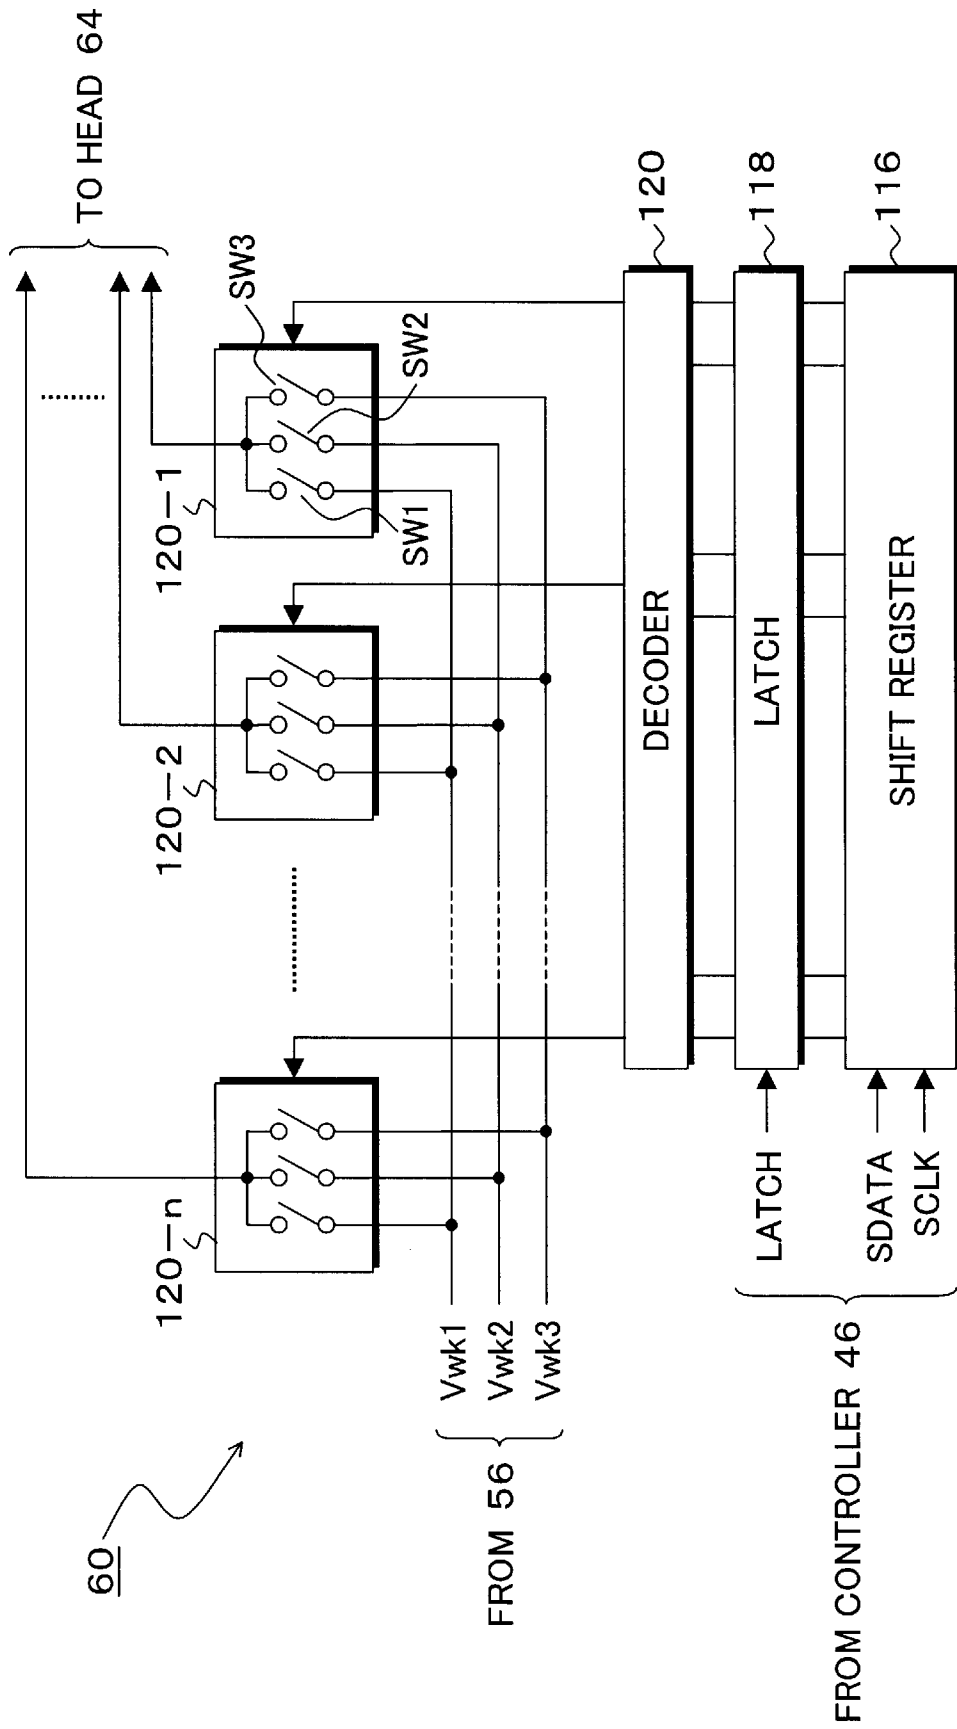 60
TO HEAD 64
120-n
120-2
120-1
SW3
SW1
SW2
FROM 56
Vwk1
Vwk2
Vwk3
DECODER
120
LATCH
LATCH
118
FROM CONTROLLER 46
SDATA
SCLK
SHIFT REGISTER
116